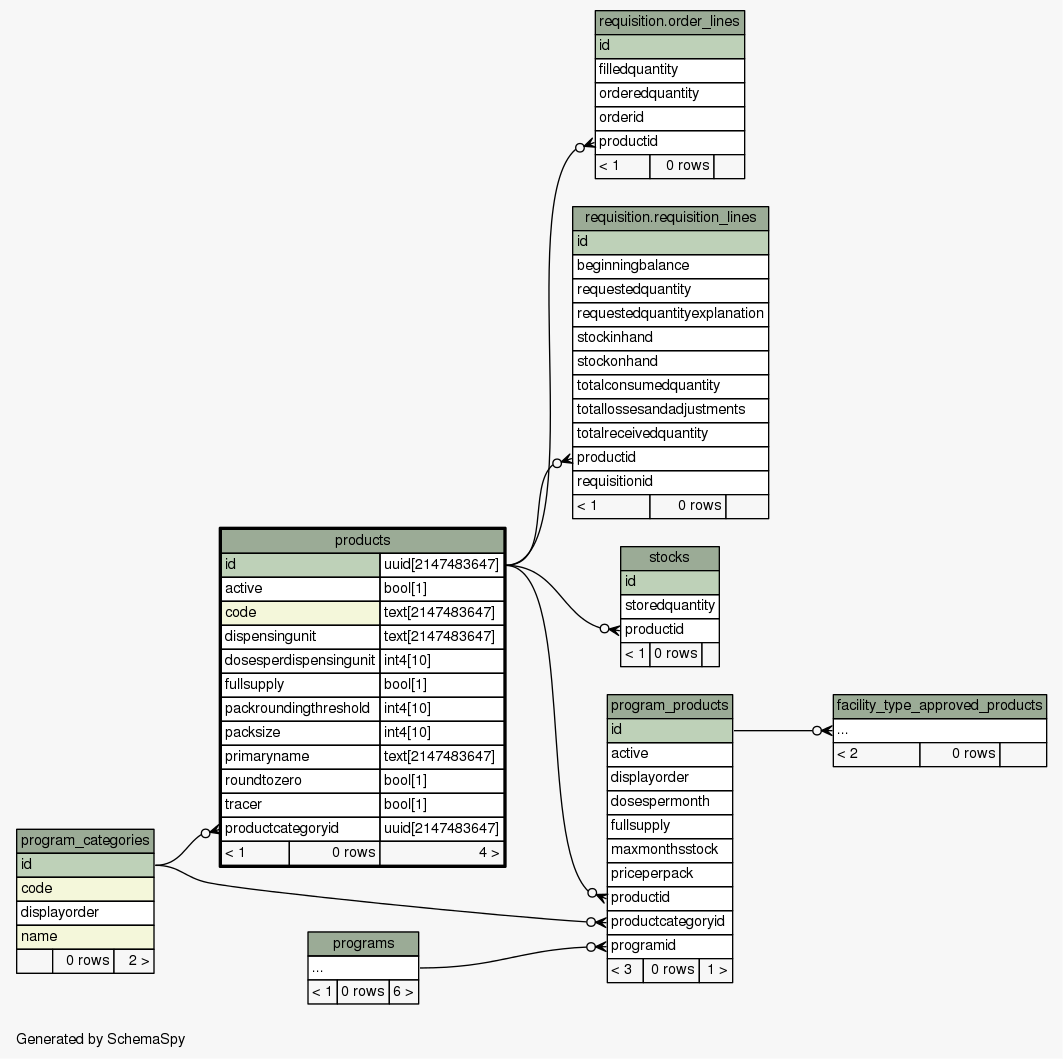 requisition.order_lines
id
filledquantity
orderedquantity
orderid
productid
< 1 0 rows
requisition.requisition_lines
id
beginningbalance
requestedquantity
requestedquantityexplanation
stockinhand
stockonhand
totalconsumedquantity
totallossesandadjustments
totalreceivedquantity
productid
requisitionid
< 1 0 rows
products
id uuid[2147483647]
active bool[1]
code text[2147483647]
dispensingunit text[2147483647]
dosesperdispensingunit int4[10]
fullsupply bool[1]
packroundingthreshold int4[10]
packsize int4[10]
primaryname text[2147483647]
roundtozero bool[1]
tracer bool[1]
productcategoryid uuid[2147483647]
< 1 0 rows 4 >
stocks
id
storedquantity
productid
< 1 0 rows
program_products
id
active
displayorder
dosespermonth
fullsupply
maxmonthsstock
priceperpack
productid
productcategoryid
programid
< 3 0 rows 1 >
facility_type_approved_products
...
< 2 0 rows
program_categories
id
code
displayorder
name
0 rows 2 >
programs
...
< 1 0 rows 6 >
Generated by SchemaSpy